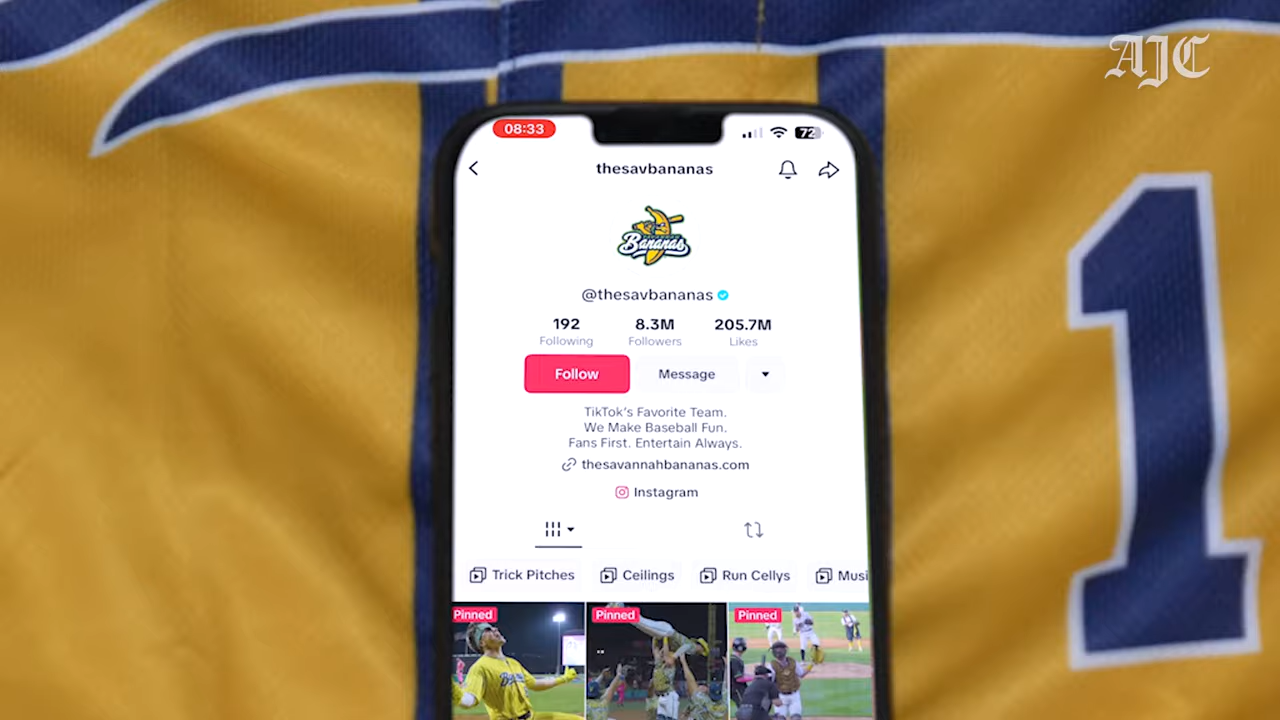 AJC
08:33
72
thesavbananas
Bananas
@thesavbananas
192 8.3M 205.7M
Following Followers Likes
Follow Message
TikTok's Favorite Team.
We Make Baseball Fun.
Fans First. Entertain Always.
thesavannahbananas.com
Instagram
Trick Pitches Ceilings Run Cellys Musi
Pinned Pinned Pinned
1